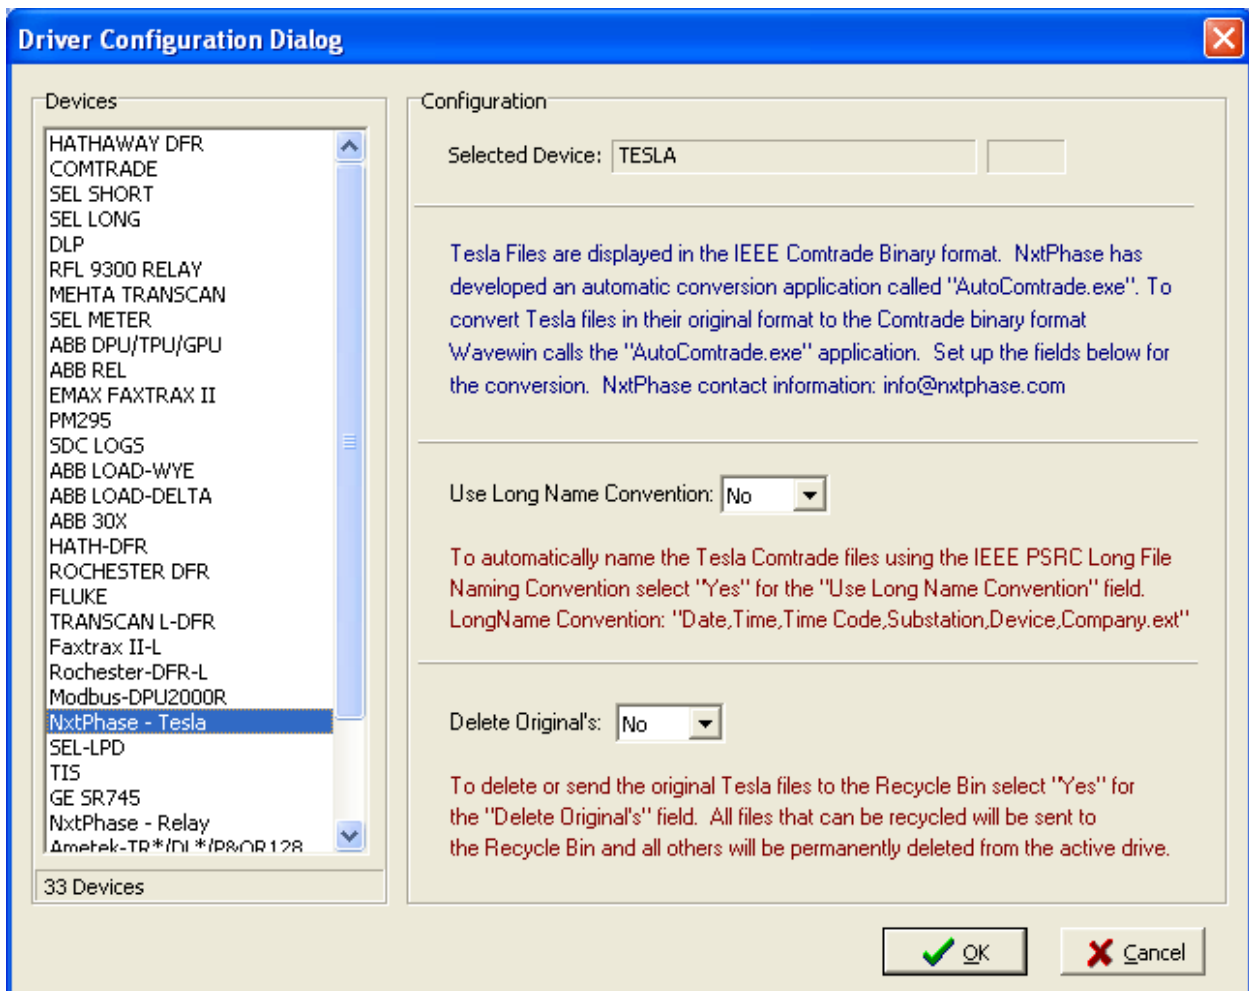 Driver Configuration Dialog
Devices
HATHAWAY DFR
COMTRADE
SEL SHORT
SEL LONG
DLP
RFL 9300 RELAY
MEHTA TRANSCAN
SEL METER
ABB DPU/TPU/GPU
ABB REL
EMAX FAXTRAX II
PM295
SDC LOGS
ABB LOAD-WYE
ABB LOAD-DELTA
ABB 30X
HATH-DFR
ROCHESTER DFR
FLUKE
TRANSCAN L-DFR
Faxtrax II-L
Rochester-DFR-L
Modbus-DPU2000R
NxtPhase - Tesla
SEL-LPD
TIS
GE SR745
NxtPhase - Relay
Ametek-TR*/DL*/P&QR128
33 Devices
Configuration
Selected Device: TESLA
Tesla Files are displayed in the IEEE Comtrade Binary format.  NxtPhase has
developed an automatic conversion application called "AutoComtrade.exe". To
convert Tesla files in their original format to the Comtrade binary format
Wavewin calls the "AutoComtrade.exe" application.  Set up the fields below for
the conversion.  NxtPhase contact information: info@nxtphase.com
Use Long Name Convention: No
To automatically name the Tesla Comtrade files using the IEEE PSRC Long File
Naming Convention select "Yes" for the "Use Long Name Convention" field.
LongName Convention: "Date,Time,Time Code,Substation,Device,Company.ext"
Delete Original's: No
To delete or send the original Tesla files to the Recycle Bin select "Yes" for
the "Delete Original's" field.  All files that can be recycled will be sent to
the Recycle Bin and all others will be permanently deleted from the active drive.
OK
Cancel